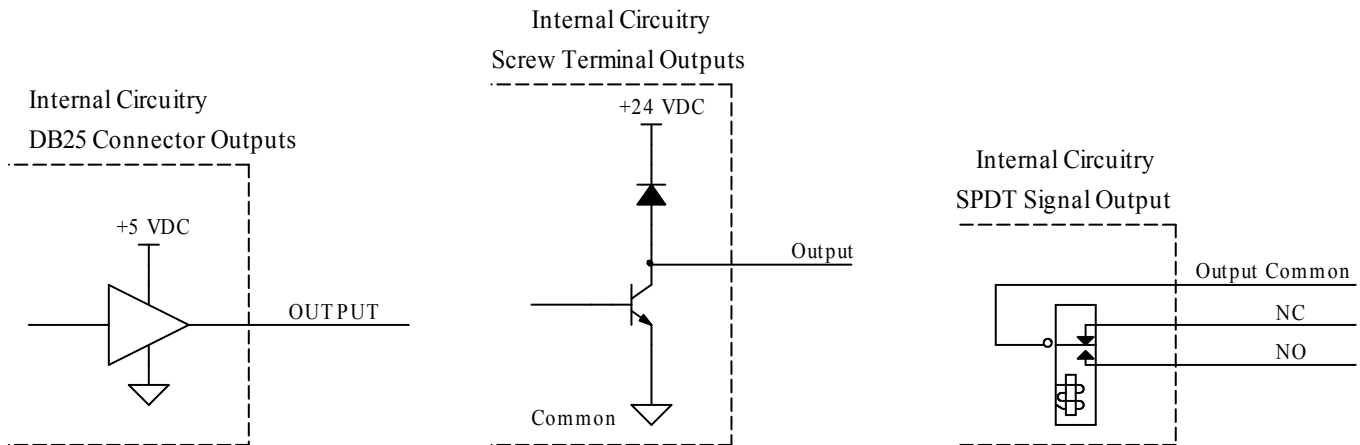 Internal Circuitry
DB25 Connector Outputs
+5 VDC
OUTPUT
Internal Circuitry
Screw Terminal Outputs
+24 VDC
Output
Common
Internal Circuitry
SPDT Signal Output
Output Common
NC
NO